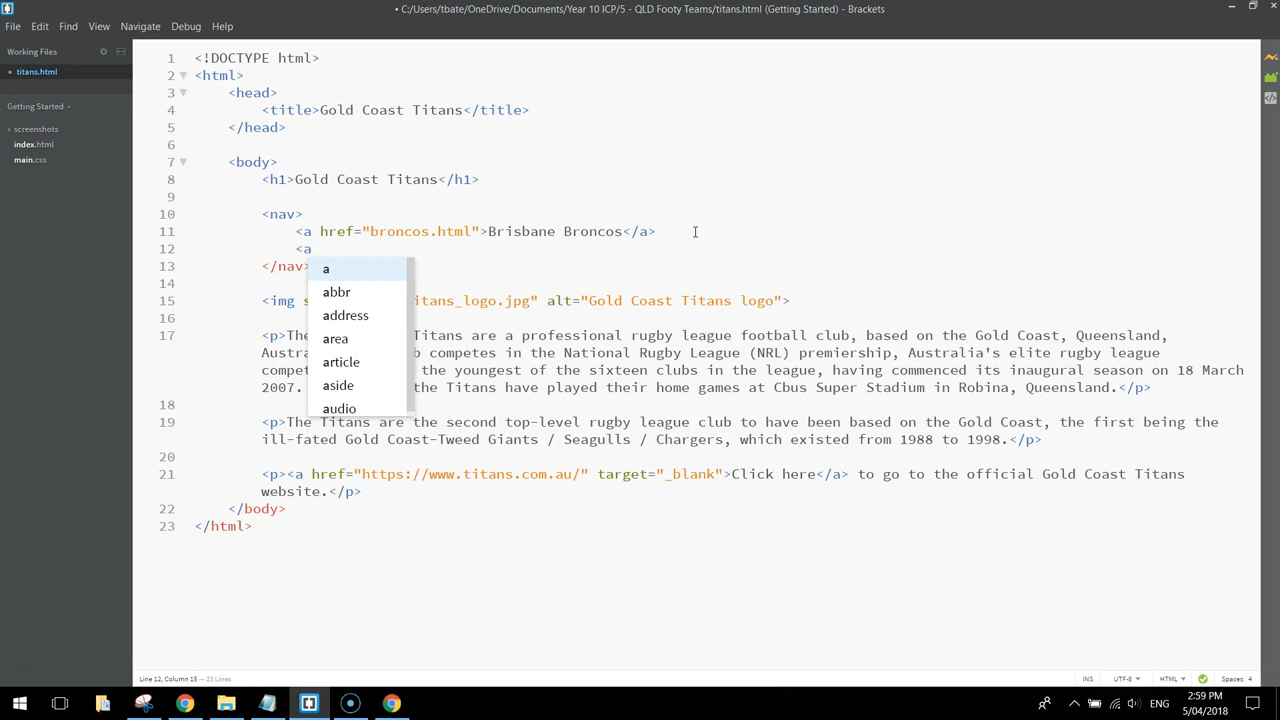 • C:/Users/tbate/OneDrive/Documents/Year 10 ICP/5 - QLD Footy Teams/titans.html (Getting Started) - Brackets
File Edit Find View Navigate Debug Help
Working Files
• titans.html
Getting Started
screenshots
index.html
main.css
1 <!DOCTYPE html>
2 <html>
3 <head>
4 <title>Gold Coast Titans</title>
5 </head>
6
7 <body>
8 <h1>Gold Coast Titans</h1>
9
10 <nav>
11 <a href="broncos.html">Brisbane Broncos</a>
12 <a
13 </nav>
a
abbr
address
area
article
aside
audio
14
15 <img s titans_logo.jpg" alt="Gold Coast Titans logo">
16
17 <p>The Titans are a professional rugby league football club, based on the Gold Coast, Queensland,
Austra b competes in the National Rugby League (NRL) premiership, Australia's elite rugby league
compet the youngest of the sixteen clubs in the league, having commenced its inaugural season on 18 March
2007. the Titans have played their home games at Cbus Super Stadium in Robina, Queensland.</p>
18
19 <p>The Titans are the second top-level rugby league club to have been based on the Gold Coast, the first being the
ill-fated Gold Coast-Tweed Giants / Seagulls / Chargers, which existed from 1988 to 1998.</p>
20
21 <p><a href="https://www.titans.com.au/" target="_blank">Click here</a> to go to the official Gold Coast Titans
website.</p>
22 </body>
23 </html>
Line 12, Column 15 — 23 Lines
INS UTF-8 HTML Spaces: 4
ENG
2:59 PM
5/04/2018